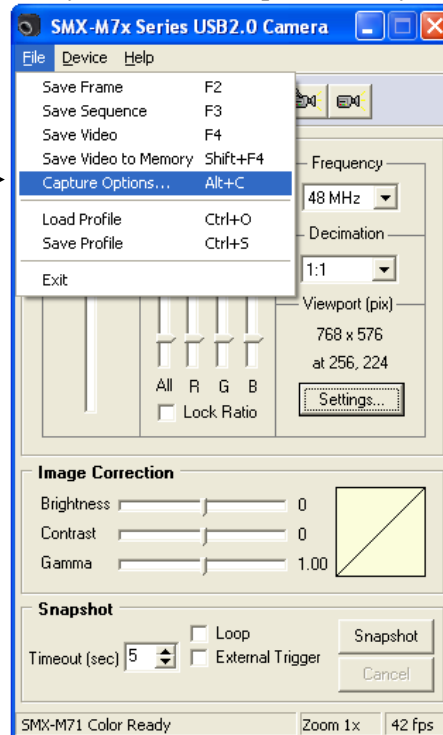 SMX-M7x Series USB2.0 Camera
File Device Help
Save Frame F2
Save Sequence F3
Save Video F4
Save Video to Memory Shift+F4
Capture Options... Alt+C
Load Profile Ctrl+O
Save Profile Ctrl+S
Exit
Frequency
48 MHz
Decimation
1:1
Viewport (pix)
768 x 576
at 256, 224
Settings...
All R G B
Lock Ratio
Image Correction
Brightness 0
Contrast 0
Gamma 1.00
Snapshot
Loop
Snapshot
Timeout (sec) 5
External Trigger
Cancel
SMX-M71 Color Ready Zoom 1x 42 fps